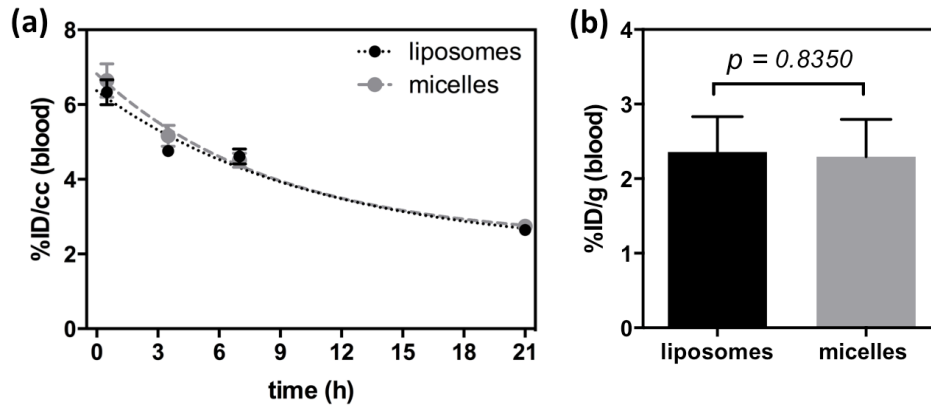 (a)
%ID/cc (blood)
8
6
4
2
0
liposomes
micelles
0 3 6 9 12 15 18 21
time (h)
(b)
%ID/g (blood)
4
3
2
1
0
p = 0.8350
liposomes micelles